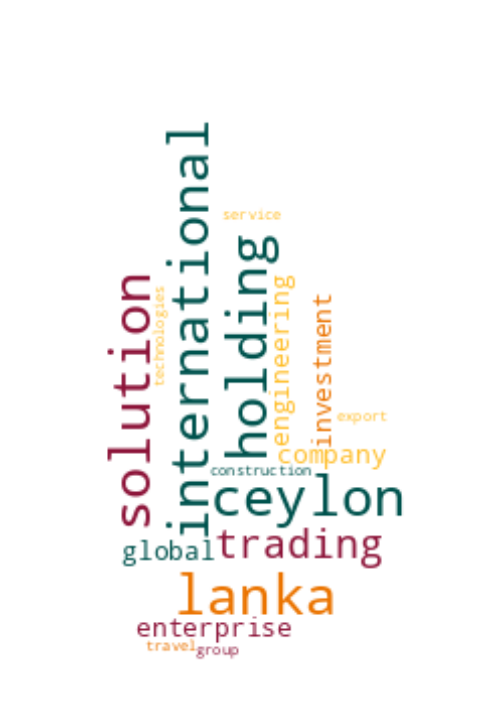 international
service
holding
solution
technologies
engineering
investment
export
company
construction
ceylon
trading
global
lanka
enterprise
travel
group